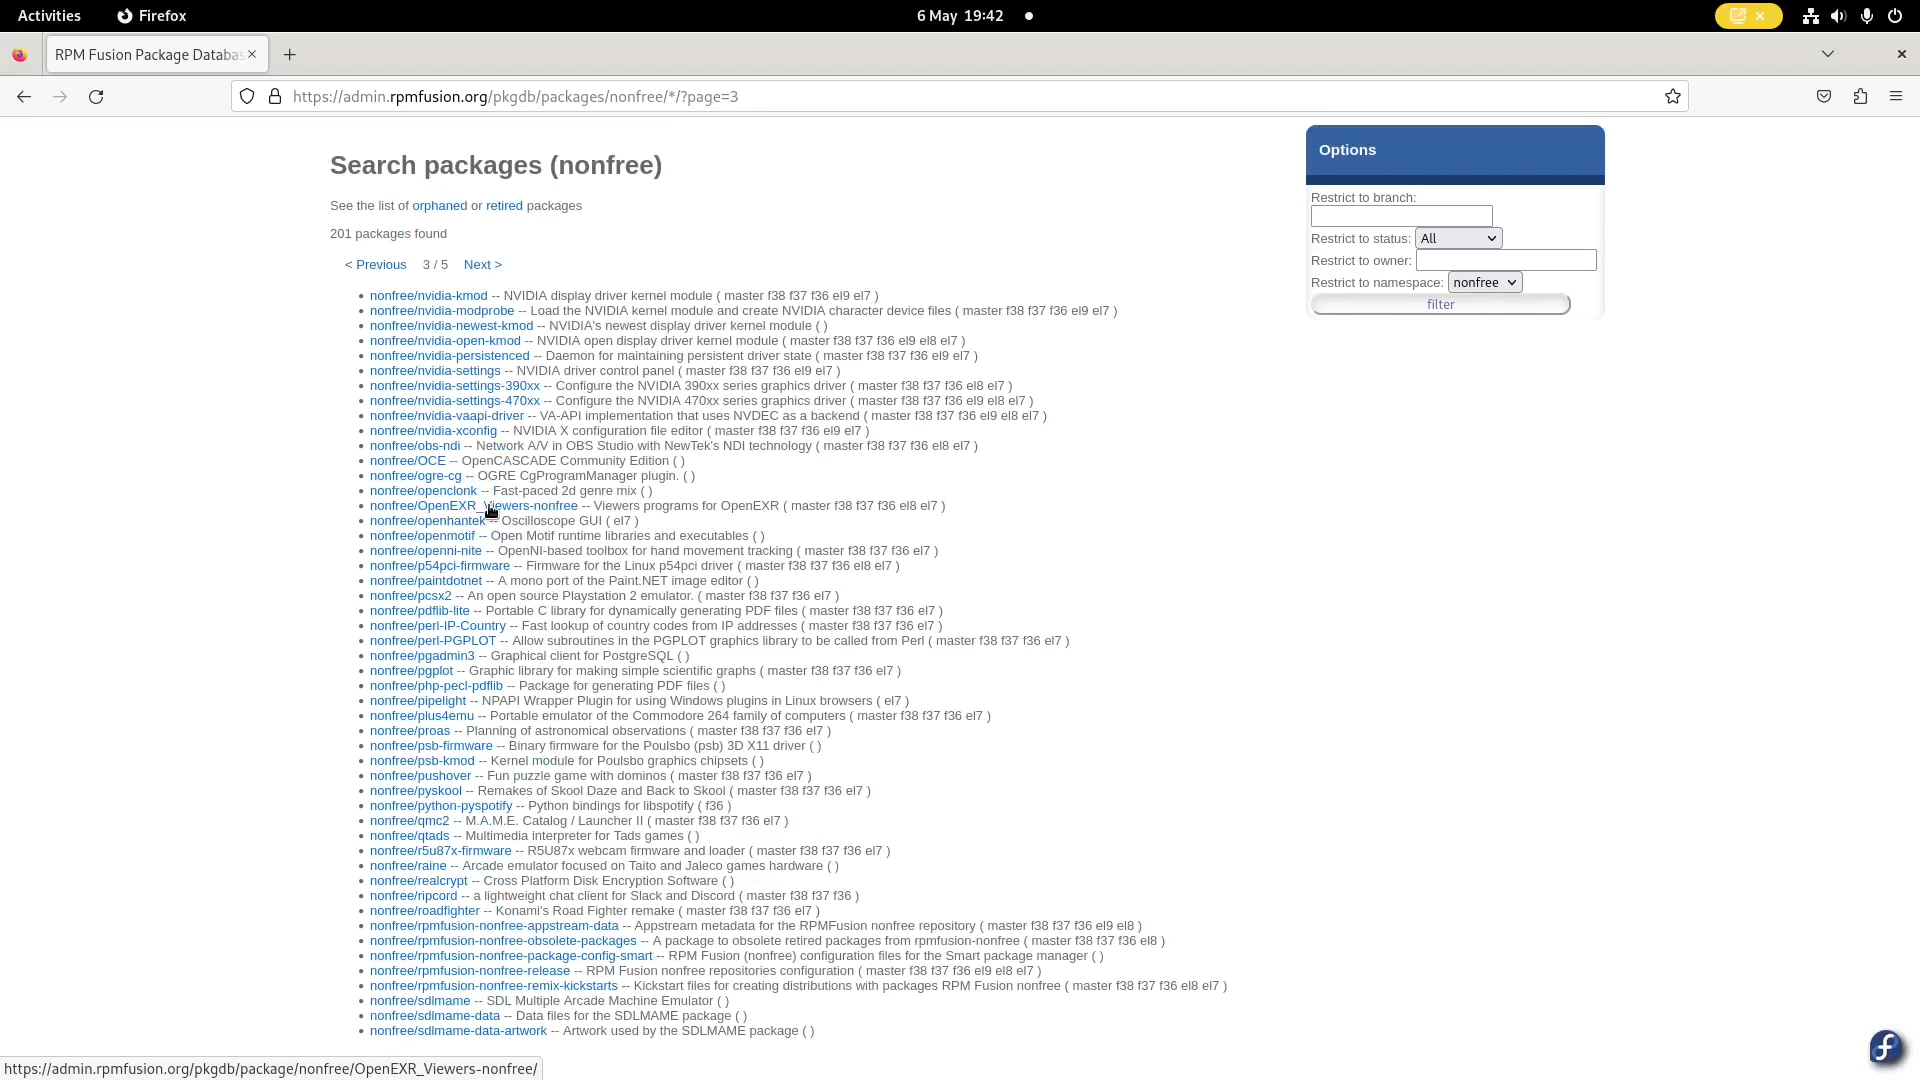 Activities Firefox 6 May 19:42
RPM Fusion Package Databa
https://admin.rpmfusion.org/pkgdb/packages/nonfree/*/?page=3
Search packages (nonfree)
See the list of orphaned or retired packages
201 packages found
< Previous 3 / 5 Next >
nonfree/nvidia-kmod -- NVIDIA display driver kernel module ( master f38 f37 f36 el9 el7 )
nonfree/nvidia-modprobe -- Load the NVIDIA kernel module and create NVIDIA character device files ( master f38 f37 f36 el9 el7 )
nonfree/nvidia-newest-kmod -- NVIDIA's newest display driver kernel module ( )
nonfree/nvidia-open-kmod -- NVIDIA open display driver kernel module ( master f38 f37 f36 el9 el8 el7 )
nonfree/nvidia-persistenced -- Daemon for maintaining persistent driver state ( master f38 f37 f36 el9 el7 )
nonfree/nvidia-settings -- NVIDIA driver control panel ( master f38 f37 f36 el9 el7 )
nonfree/nvidia-settings-390xx -- Configure the NVIDIA 390xx series graphics driver ( master f38 f37 f36 el8 el7 )
nonfree/nvidia-settings-470xx -- Configure the NVIDIA 470xx series graphics driver ( master f38 f37 f36 el9 el8 el7 )
nonfree/nvidia-vaapi-driver -- VA-API implementation that uses NVDEC as a backend ( master f38 f37 f36 el9 el8 el7 )
nonfree/nvidia-xconfig -- NVIDIA X configuration file editor ( master f38 f37 f36 el9 el7 )
nonfree/obs-ndi -- Network A/V in OBS Studio with NewTek's NDI technology ( master f38 f37 f36 el8 el7 )
nonfree/OCE -- OpenCASCADE Community Edition ( )
nonfree/ogre-cg -- OGRE CgProgramManager plugin. ( )
nonfree/openclonk -- Fast-paced 2d genre mix ( )
nonfree/OpenEXR_Viewers-nonfree -- Viewers programs for OpenEXR ( master f38 f37 f36 el8 el7 )
nonfree/openhantek -- Oscilloscope GUI ( el7 )
nonfree/openmotif -- Open Motif runtime libraries and executables ( )
nonfree/openni-nite -- OpenNI-based toolbox for hand movement tracking ( master f38 f37 f36 el7 )
nonfree/p54pci-firmware -- Firmware for the Linux p54pci driver ( master f38 f37 f36 el8 el7 )
nonfree/paintdotnet -- A mono port of the Paint.NET image editor ( )
nonfree/pcsx2 -- An open source Playstation 2 emulator. ( master f38 f37 f36 el7 )
nonfree/pdflib-lite -- Portable C library for dynamically generating PDF files ( master f38 f37 f36 el7 )
nonfree/perl-IP-Country -- Fast lookup of country codes from IP addresses ( master f38 f37 f36 el7 )
nonfree/perl-PGPLOT -- Allow subroutines in the PGPLOT graphics library to be called from Perl ( master f38 f37 f36 el7 )
nonfree/pgadmin3 -- Graphical client for PostgreSQL ( )
nonfree/pgplot -- Graphic library for making simple scientific graphs ( master f38 f37 f36 el7 )
nonfree/php-pecl-pdflib -- Package for generating PDF files ( )
nonfree/pipelight -- NPAPI Wrapper Plugin for using Windows plugins in Linux browsers ( el7 )
nonfree/plus4emu -- Portable emulator of the Commodore 264 family of computers ( master f38 f37 f36 el7 )
nonfree/proas -- Planning of astronomical observations ( master f38 f37 f36 el7 )
nonfree/psb-firmware -- Binary firmware for the Poulsbo (psb) 3D X11 driver ( )
nonfree/psb-kmod -- Kernel module for Poulsbo graphics chipsets ( )
nonfree/pushover -- Fun puzzle game with dominos ( master f38 f37 f36 el7 )
nonfree/pyskool -- Remakes of Skool Daze and Back to Skool ( master f38 f37 f36 el7 )
nonfree/python-pyspotify -- Python bindings for libspotify ( f36 )
nonfree/qmc2 -- M.A.M.E. Catalog / Launcher II ( master f38 f37 f36 el7 )
nonfree/qtads -- Multimedia interpreter for Tads games ( )
nonfree/r5u87x-firmware -- R5U87x webcam firmware and loader ( master f38 f37 f36 el7 )
nonfree/raine -- Arcade emulator focused on Taito and Jaleco games hardware ( )
nonfree/realcrypt -- Cross Platform Disk Encryption Software ( )
nonfree/ripcord -- a lightweight chat client for Slack and Discord ( master f38 f37 f36 )
nonfree/roadfighter -- Konami's Road Fighter remake ( master f38 f37 f36 el7 )
nonfree/rpmfusion-nonfree-appstream-data -- Appstream metadata for the RPMFusion nonfree repository ( master f38 f37 f36 el9 el8 )
nonfree/rpmfusion-nonfree-obsolete-packages -- A package to obsolete retired packages from rpmfusion-nonfree ( master f38 f37 f36 el8 )
nonfree/rpmfusion-nonfree-package-config-smart -- RPM Fusion (nonfree) configuration files for the Smart package manager ( )
nonfree/rpmfusion-nonfree-release -- RPM Fusion nonfree repositories configuration ( master f38 f37 f36 el9 el8 el7 )
nonfree/rpmfusion-nonfree-remix-kickstarts -- Kickstart files for creating distributions with packages RPM Fusion nonfree ( master f38 f37 f36 el8 el7 )
nonfree/sdlmame -- SDL Multiple Arcade Machine Emulator ( )
nonfree/sdlmame-data -- Data files for the SDLMAME package ( )
nonfree/sdlmame-data-artwork -- Artwork used by the SDLMAME package ( )
Options
Restrict to branch:
Restrict to status: All
Restrict to owner:
Restrict to namespace: nonfree
filter
https://admin.rpmfusion.org/pkgdb/package/nonfree/OpenEXR_Viewers-nonfree/